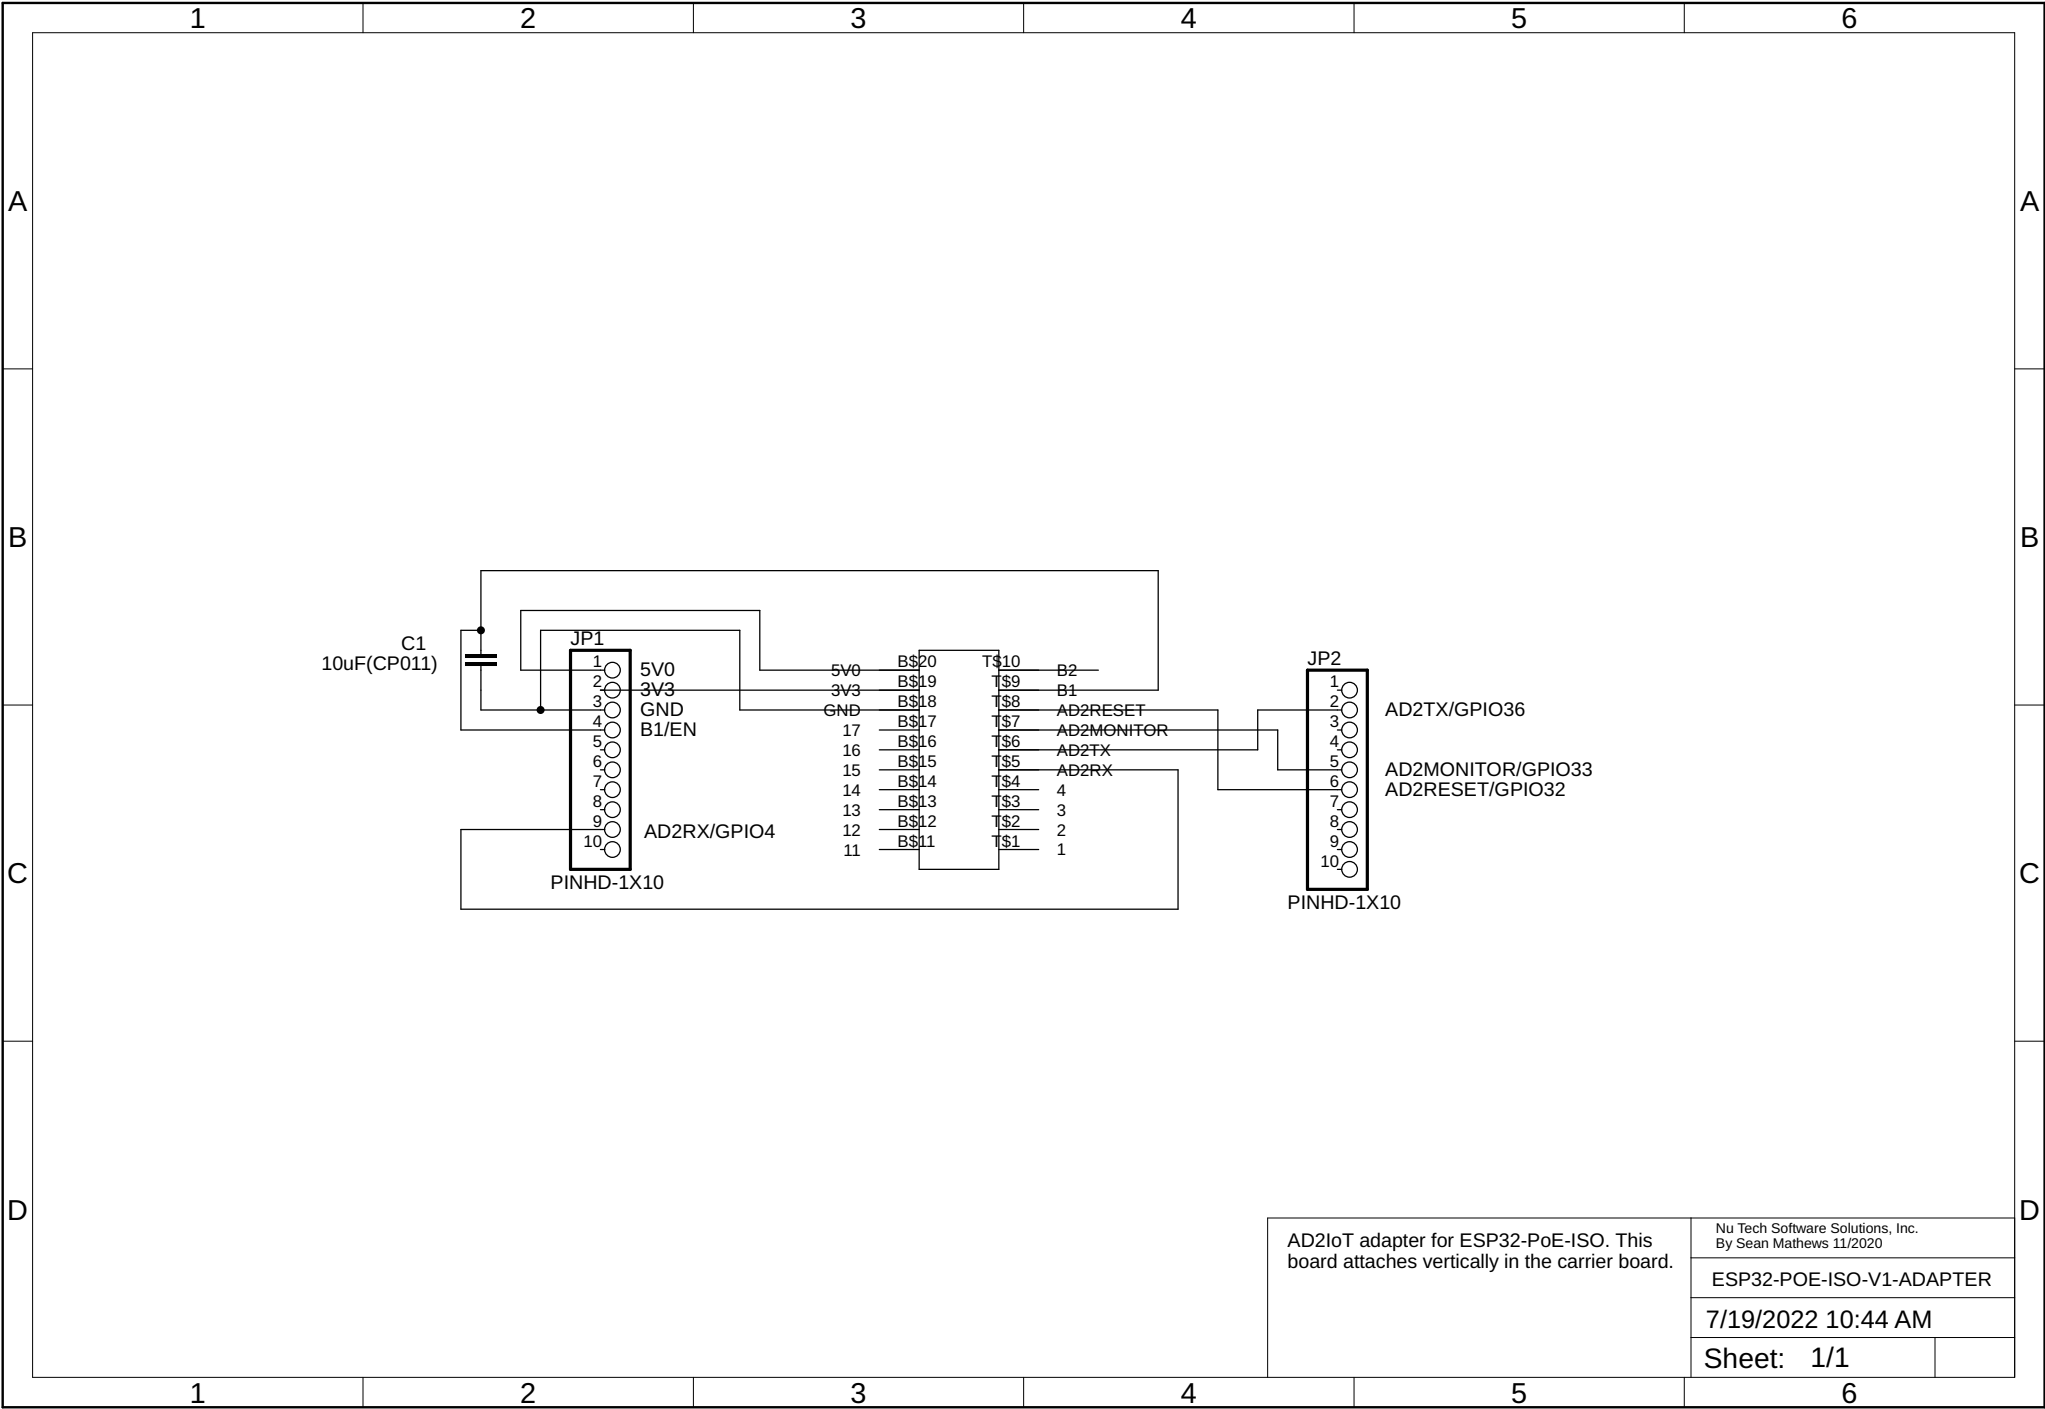 1 2 3 4 5 6
A A
B B
C1
10uF(CP011)
JP1
1 5V0
2 3V3
3 GND
4 B1/EN
5
6
7
8
9 AD2RX/GPIO4
10
PINHD-1X10
5V0 B$20 T$10 B2
3V3 B$19 T$9 B1
GND B$18 T$8 AD2RESET
17 B$17 T$7 AD2MONITOR
16 B$16 T$6 AD2TX
15 B$15 T$5 AD2RX
14 B$14 T$4 4
13 B$13 T$3 3
12 B$12 T$2 2
11 B$11 T$1 1
JP2
1
2 AD2TX/GPIO36
3
4
5 AD2MONITOR/GPIO33
6 AD2RESET/GPIO32
7
8
9
10
PINHD-1X10
C C
D D
AD2IoT adapter for ESP32-PoE-ISO. This
board attaches vertically in the carrier board.
Nu Tech Software Solutions, Inc.
By Sean Mathews 11/2020
ESP32-POE-ISO-V1-ADAPTER
7/19/2022 10:44 AM
Sheet: 1/1
1 2 3 4 5 6